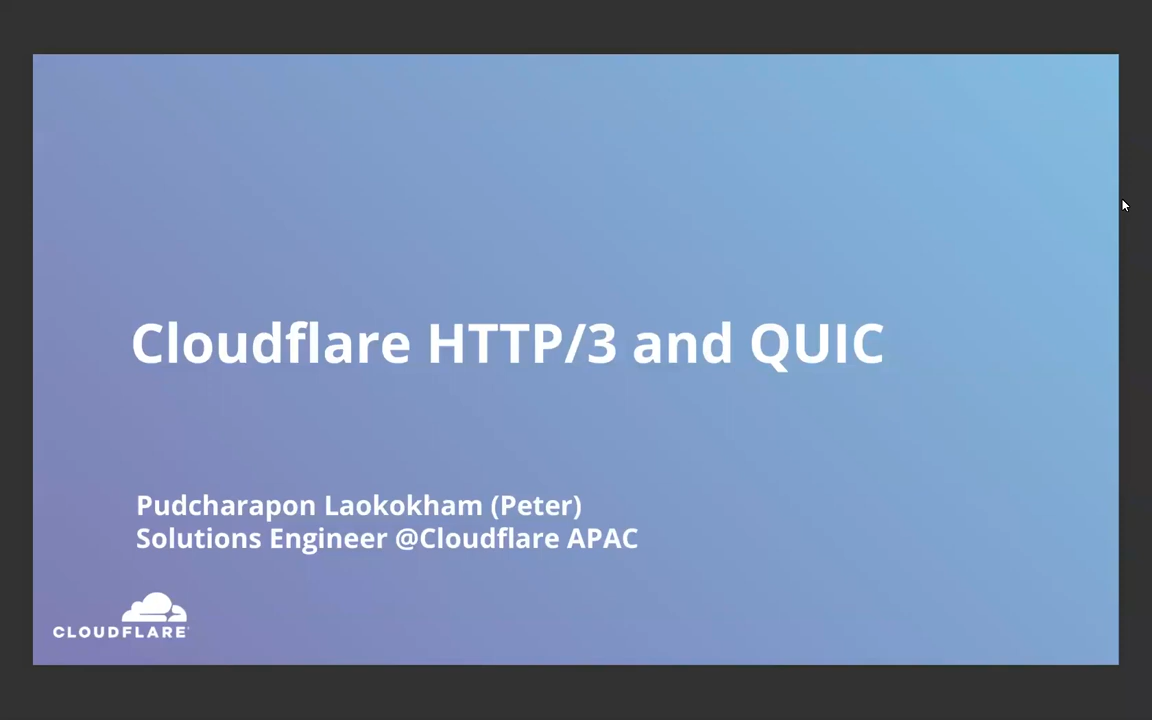 Cloudflare HTTP/3 and QUIC
Pudcharapon Laokokham (Peter)
Solutions Engineer @Cloudflare APAC
CLOUDFLARE